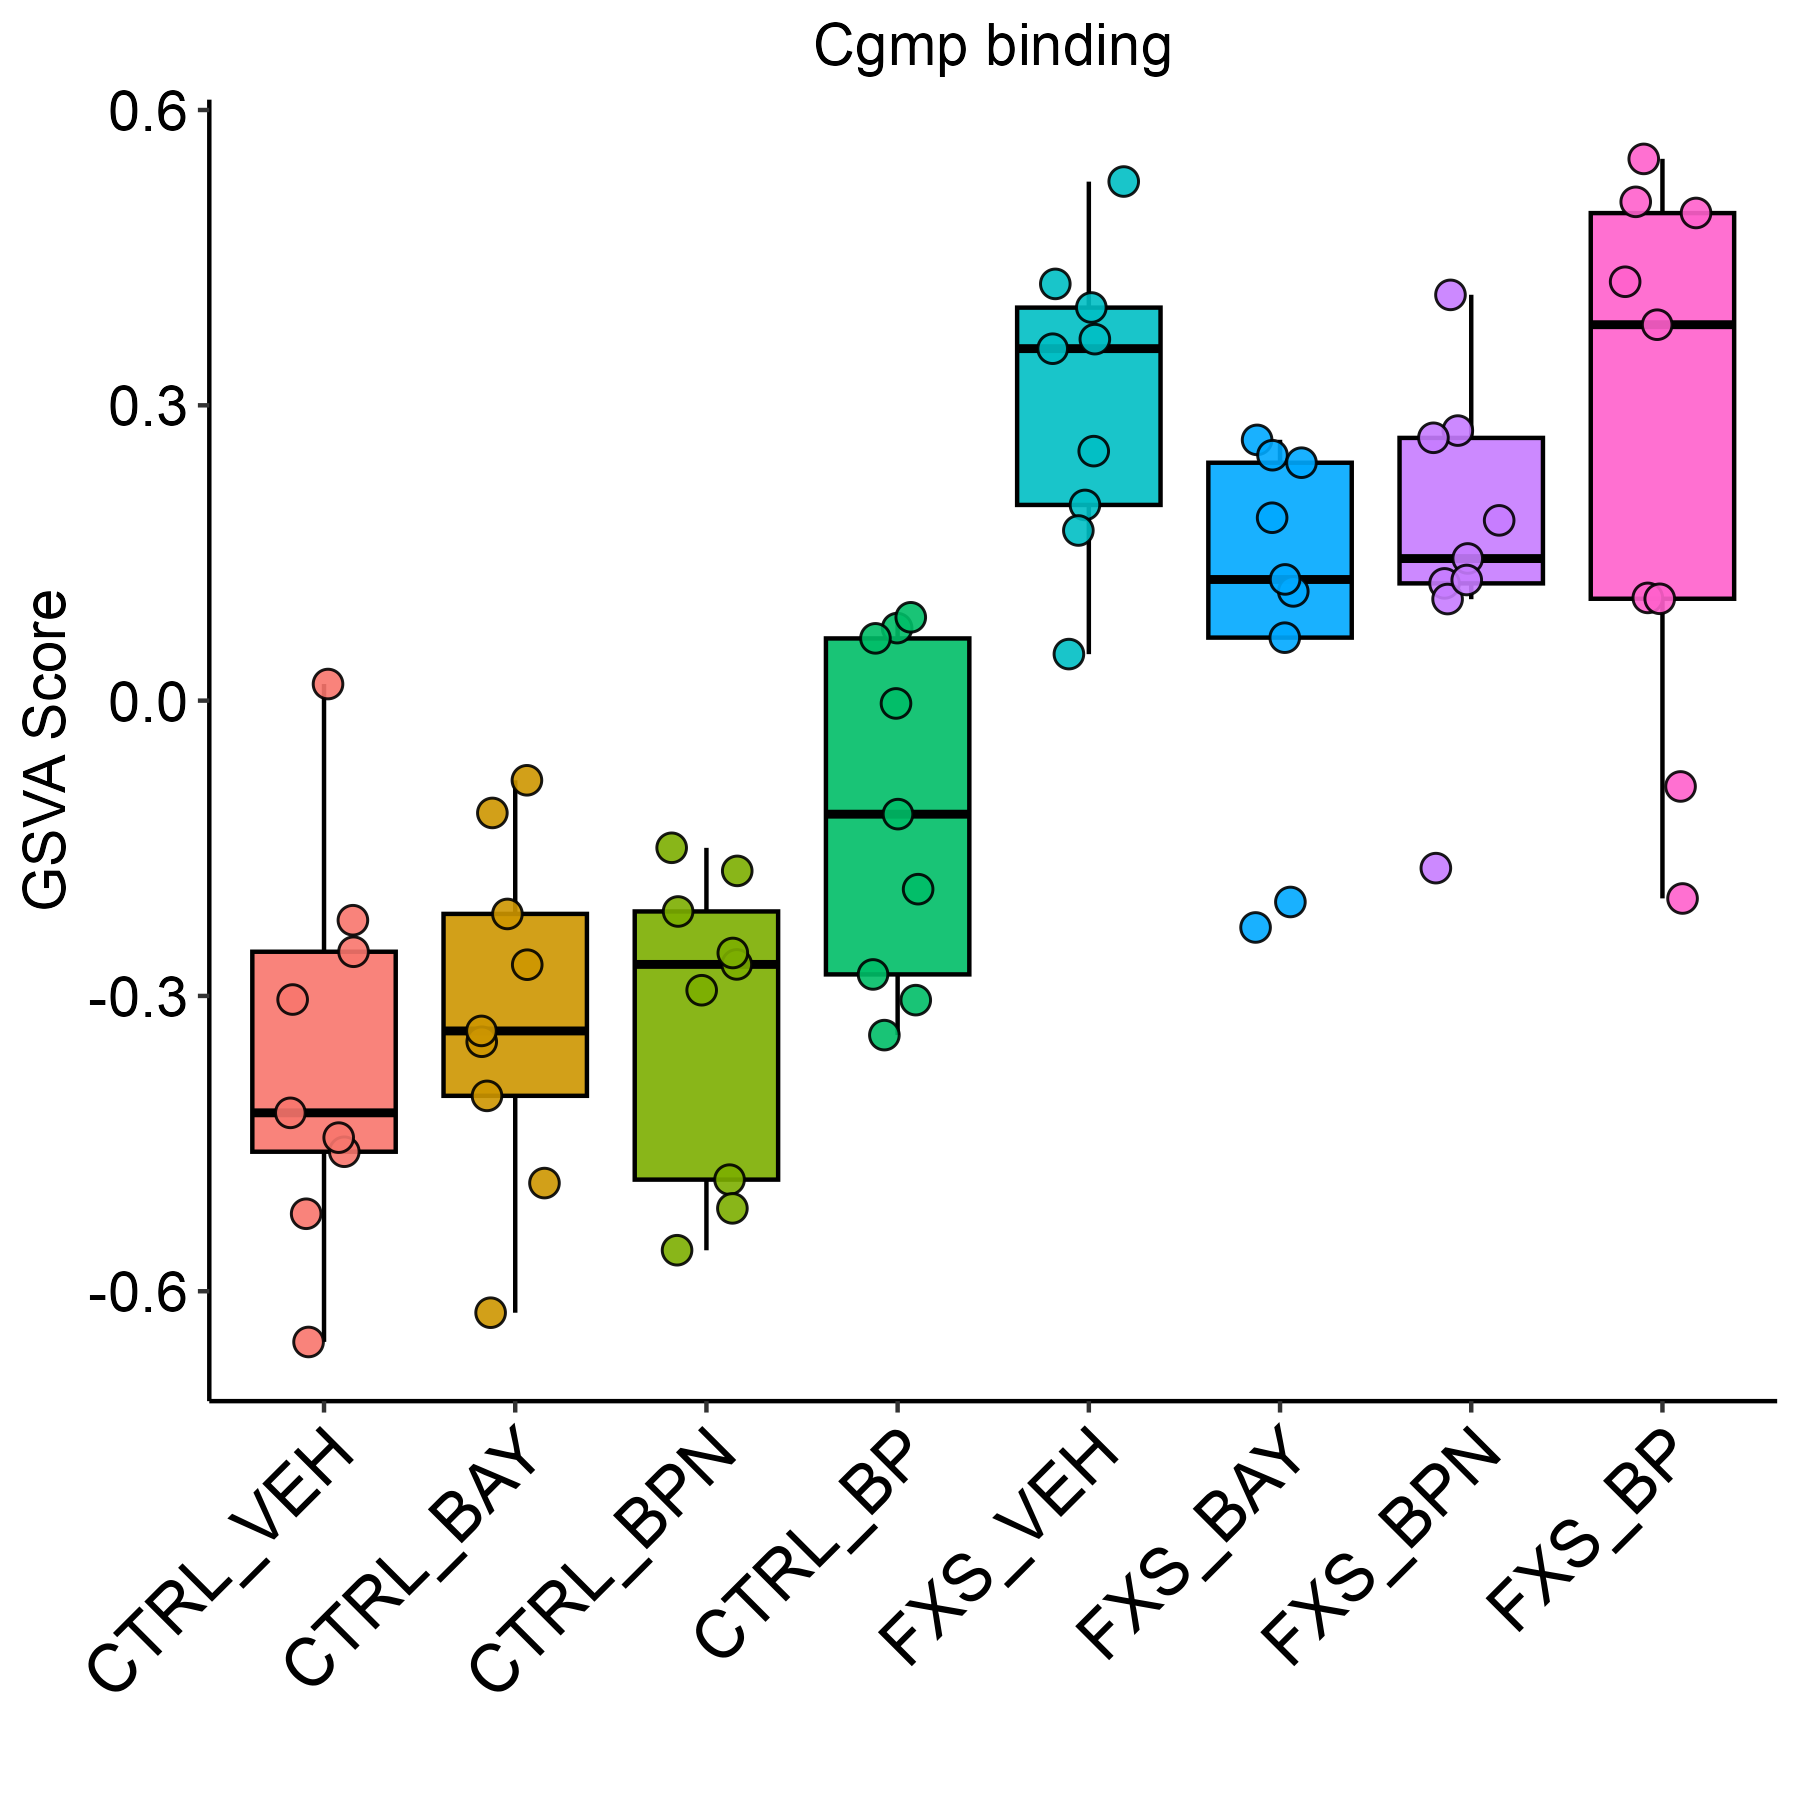 Cgmp binding
GSVA Score
0.6
0.3
0.0
-0.3
-0.6
CTRL_VEH
CTRL_BAY
CTRL_BPN
CTRL_BP
FXS_VEH
FXS_BAY
FXS_BPN
FXS_BP